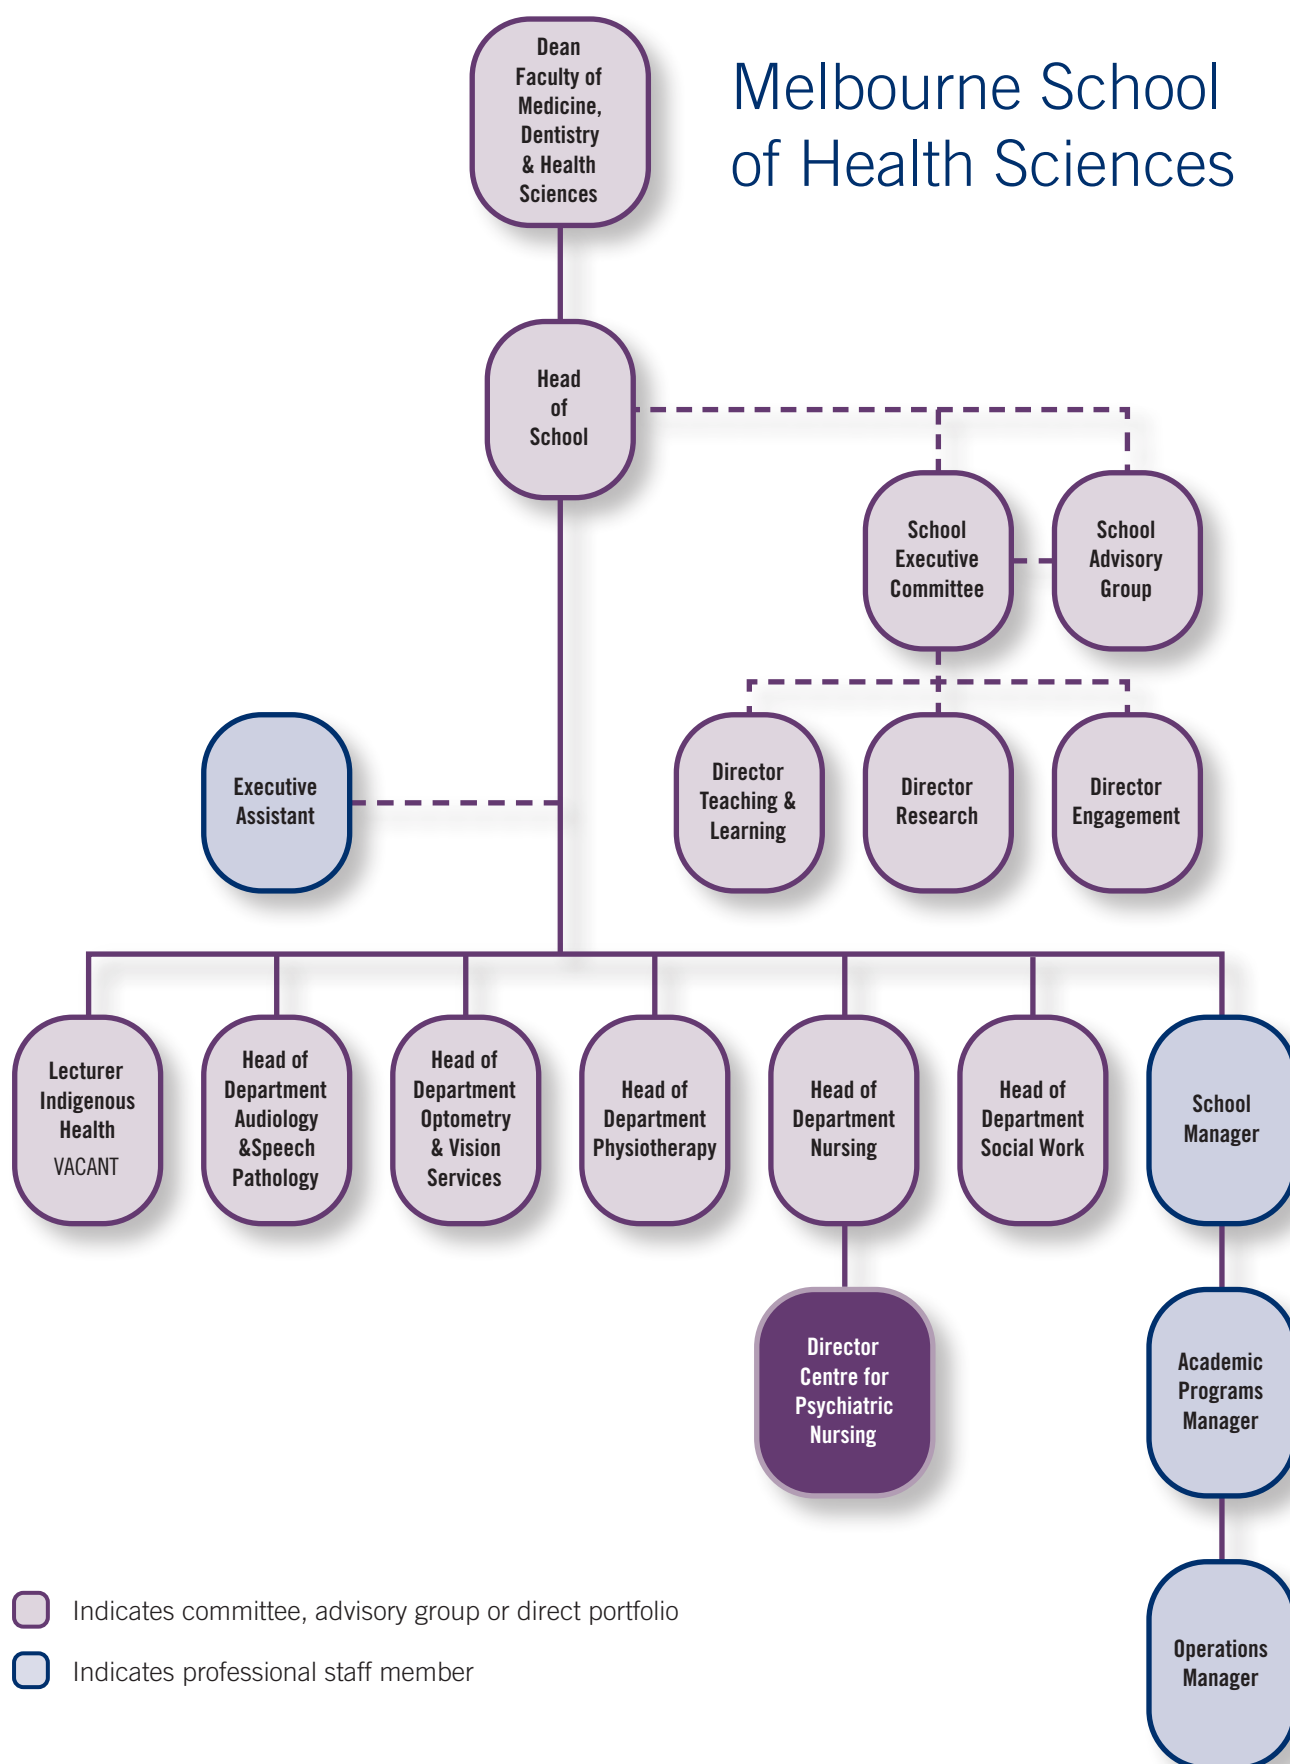 Melbourne School
of Health Sciences
Dean
Faculty of
Medicine,
Dentistry
& Health
Sciences
Head
of
School
School
Executive
Committee
School
Advisory
Group
Executive
Assistant
Director
Teaching &
Learning
Director
Research
Director
Engagement
Lecturer
Indigenous
Health
VACANT
Head of
Department
Audiology
&Speech
Pathology
Head of
Department
Optometry
& Vision
Services
Head of
Department
Physiotherapy
Head of
Department
Nursing
Head of
Department
Social Work
School
Manager
Director
Centre for
Psychiatric
Nursing
Academic
Programs
Manager
Operations
Manager
Indicates committee, advisory group or direct portfolio
Indicates professional staff member